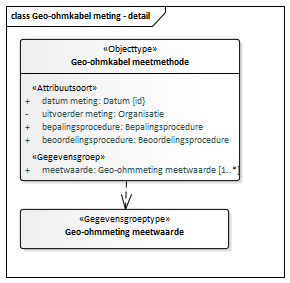 class Geo-ohmkabel meting - detail
«Objecttype»
Geo-ohmkabel meetmethode
«Attribuutsoort»
+ datum meting: Datum {id}
- uitvoerder meting: Organisatie
+ bepalingsprocedure: Bepalingsprocedure
+ beoordelingsprocedure: Beoordelingsprocedure
«Gegevensgroep»
+ meetwaarde: Geo-ohmmeting meetwaarde [1..*]
«Gegevensgroeptype»
Geo-ohmmeting meetwaarde